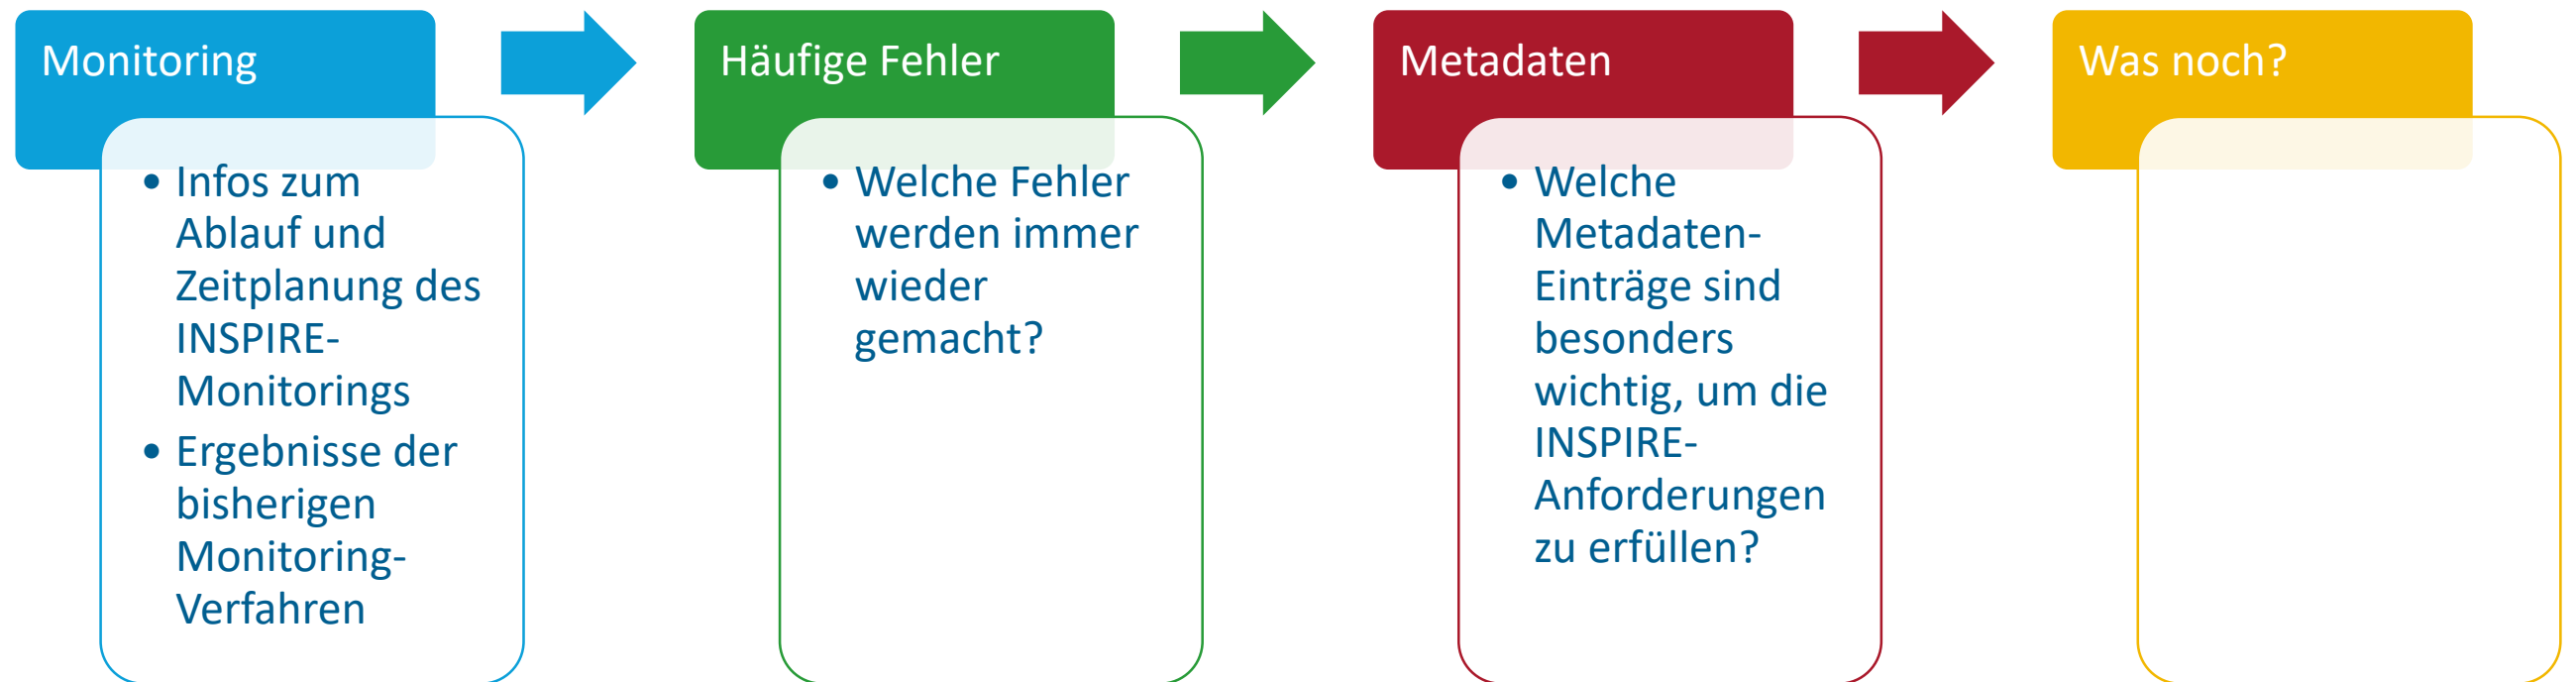 Monitoring
• Infos zum
Ablauf und
Zeitplanung des
INSPIRE-
Monitorings
• Ergebnisse der
bisherigen
Monitoring-
Verfahren
Häufige Fehler
• Welche Fehler
werden immer
wieder
gemacht?
Metadaten
• Welche
Metadaten-
Einträge sind
besonders
wichtig, um die
INSPIRE-
Anforderungen
zu erfüllen?
Was noch?